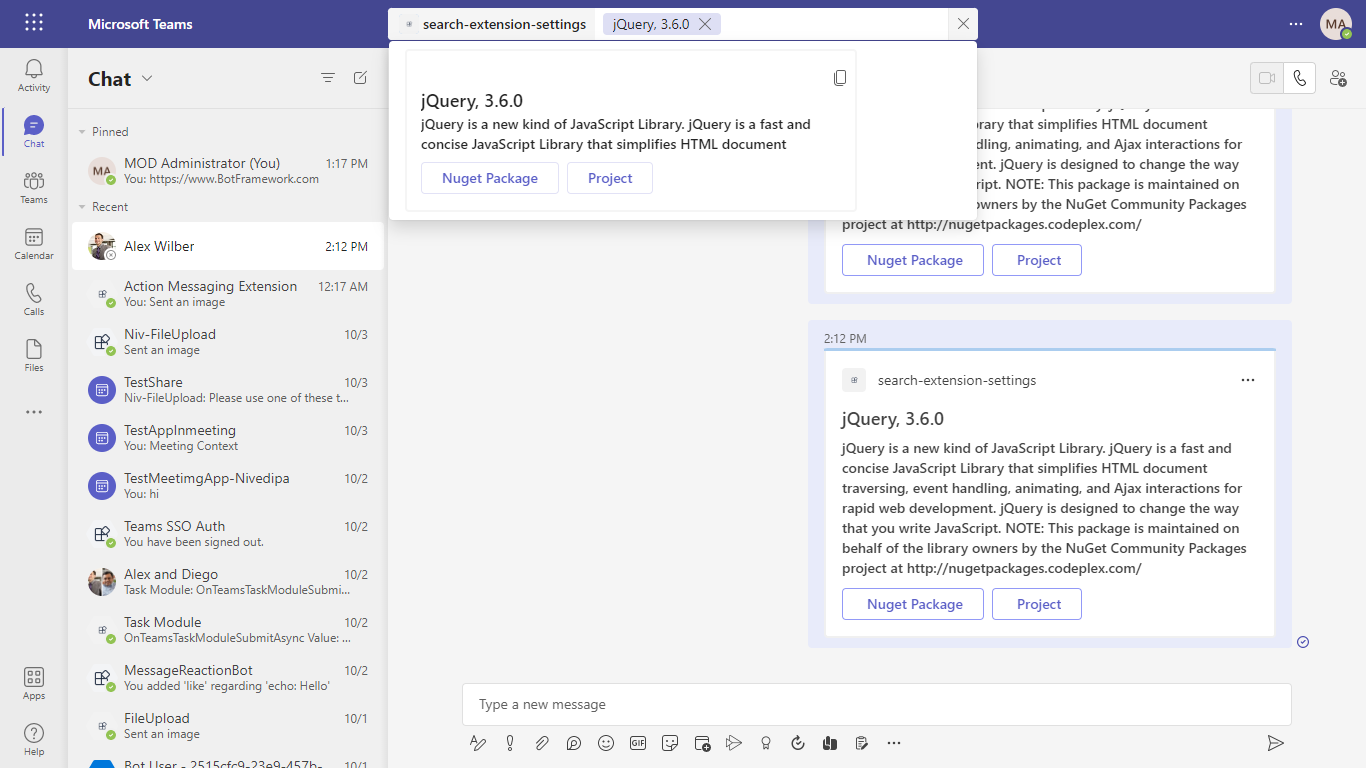 Microsoft Teams
search-extension-settings
jQuery, 3.6.0
MA
Activity
Chat
Teams
Calendar
Calls
Files
Apps
Help
Chat
Pinned
MA
MOD Administrator (You)
1:17 PM
You: https://www.BotFramework.com
Recent
Alex Wilber
2:12 PM
Action Messaging Extension
12:17 AM
You: Sent an image
Niv-FileUpload
10/3
Sent an image
TestShare
10/3
Niv-FileUpload: Please use one of these t...
TestAppInmeeting
10/3
You: Meeting Context
TestMeetimgApp-Nivedipa
10/2
You: hi
Teams SSO Auth
10/2
You have been signed out.
Alex and Diego
10/2
Task Module: OnTeamsTaskModuleSubmi...
Task Module
10/2
OnTeamsTaskModuleSubmitAsync Value: ...
MessageReactionBot
10/2
You added 'like' regarding 'echo: Hello'
FileUpload
10/1
Sent an image
Bot User - 2515cfc9-23e9-457b-
10/1
jQuery, 3.6.0
jQuery is a new kind of JavaScript Library. jQuery is a fast and
concise JavaScript Library that simplifies HTML document
Nuget Package
Project
rary that simplifies HTML document
dling, animating, and Ajax interactions for
ent. jQuery is designed to change the way
ript. NOTE: This package is maintained on
owners by the NuGet Community Packages
project at http://nugetpackages.codeplex.com/
Nuget Package
Project
2:12 PM
search-extension-settings
jQuery, 3.6.0
jQuery is a new kind of JavaScript Library. jQuery is a fast and
concise JavaScript Library that simplifies HTML document
traversing, event handling, animating, and Ajax interactions for
rapid web development. jQuery is designed to change the way
that you write JavaScript. NOTE: This package is maintained on
behalf of the library owners by the NuGet Community Packages
project at http://nugetpackages.codeplex.com/
Nuget Package
Project
Type a new message
GIF